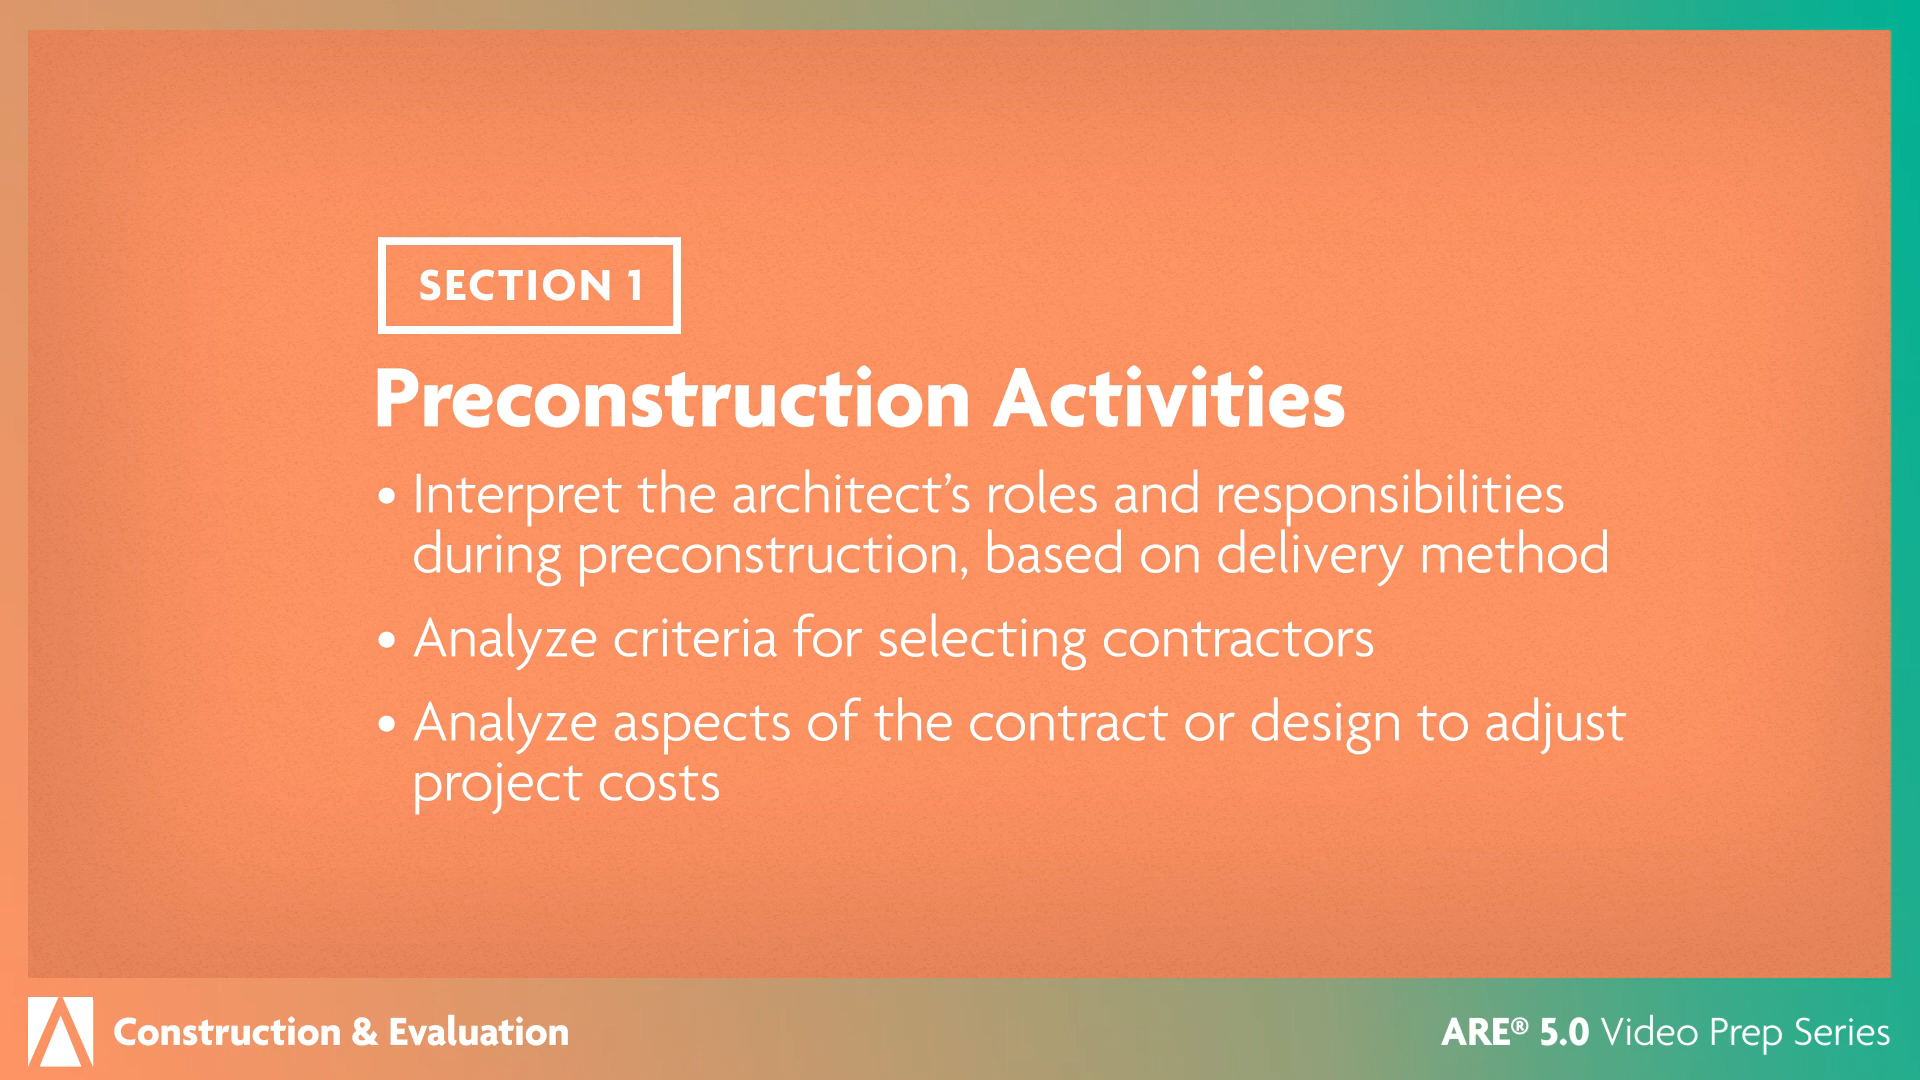 SECTION 1
Preconstruction Activities
• Interpret the architect’s roles and responsibilities
during preconstruction, based on delivery method
• Analyze criteria for selecting contractors
• Analyze aspects of the contract or design to adjust
project costs
Construction & Evaluation
ARE® 5.0 Video Prep Series